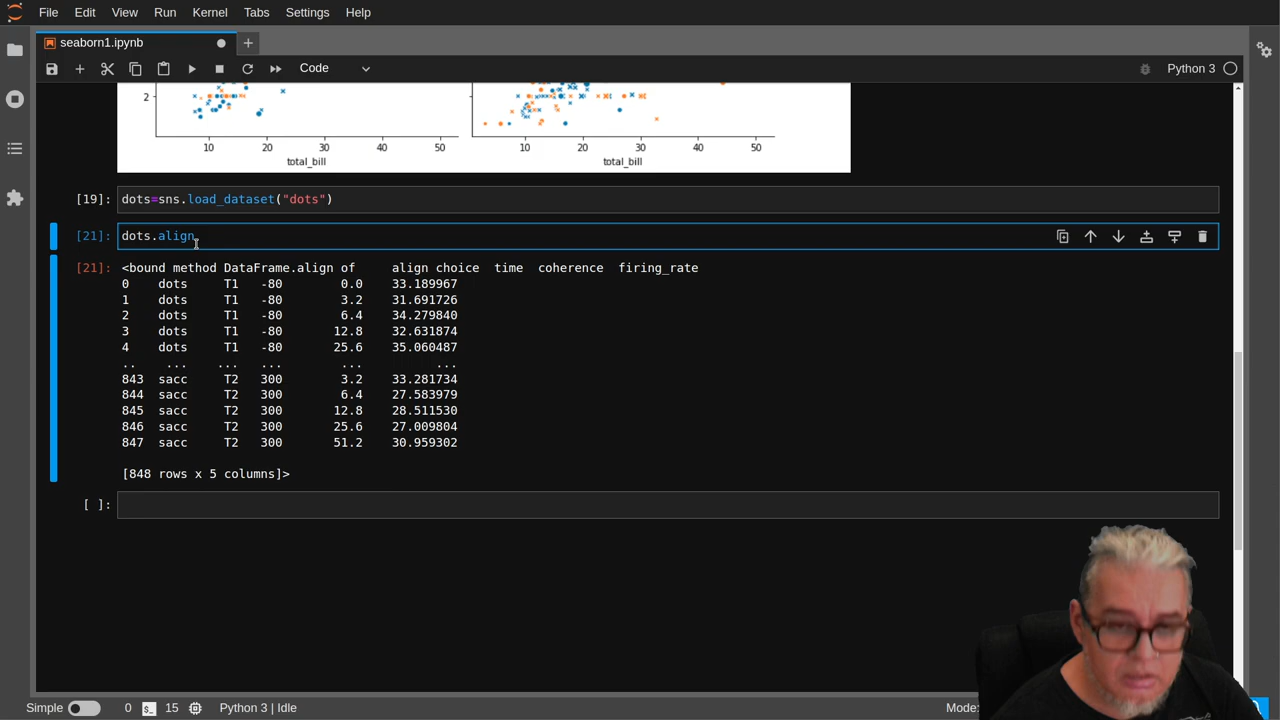 File Edit View Run Kernel Tabs Settings Help
seaborn1.ipynb
Code
Python 3
2
10 20 30 40 50 10 20 30 40 50
total_bill total_bill
[19]: dots=sns.load_dataset("dots")
[21]: dots.align
[21]: <bound method DataFrame.align of align choice time coherence firing_rate
0 dots T1 -80 0.0 33.189967
1 dots T1 -80 3.2 31.691726
2 dots T1 -80 6.4 34.279840
3 dots T1 -80 12.8 32.631874
4 dots T1 -80 25.6 35.060487
.. ... ... ... ... ...
843 sacc T2 300 3.2 33.281734
844 sacc T2 300 6.4 27.583979
845 sacc T2 300 12.8 28.511530
846 sacc T2 300 25.6 27.009804
847 sacc T2 300 51.2 30.959302
[848 rows x 5 columns]>
[ ]:
Simple 0 $_ 15 Python 3 | Idle Mode: